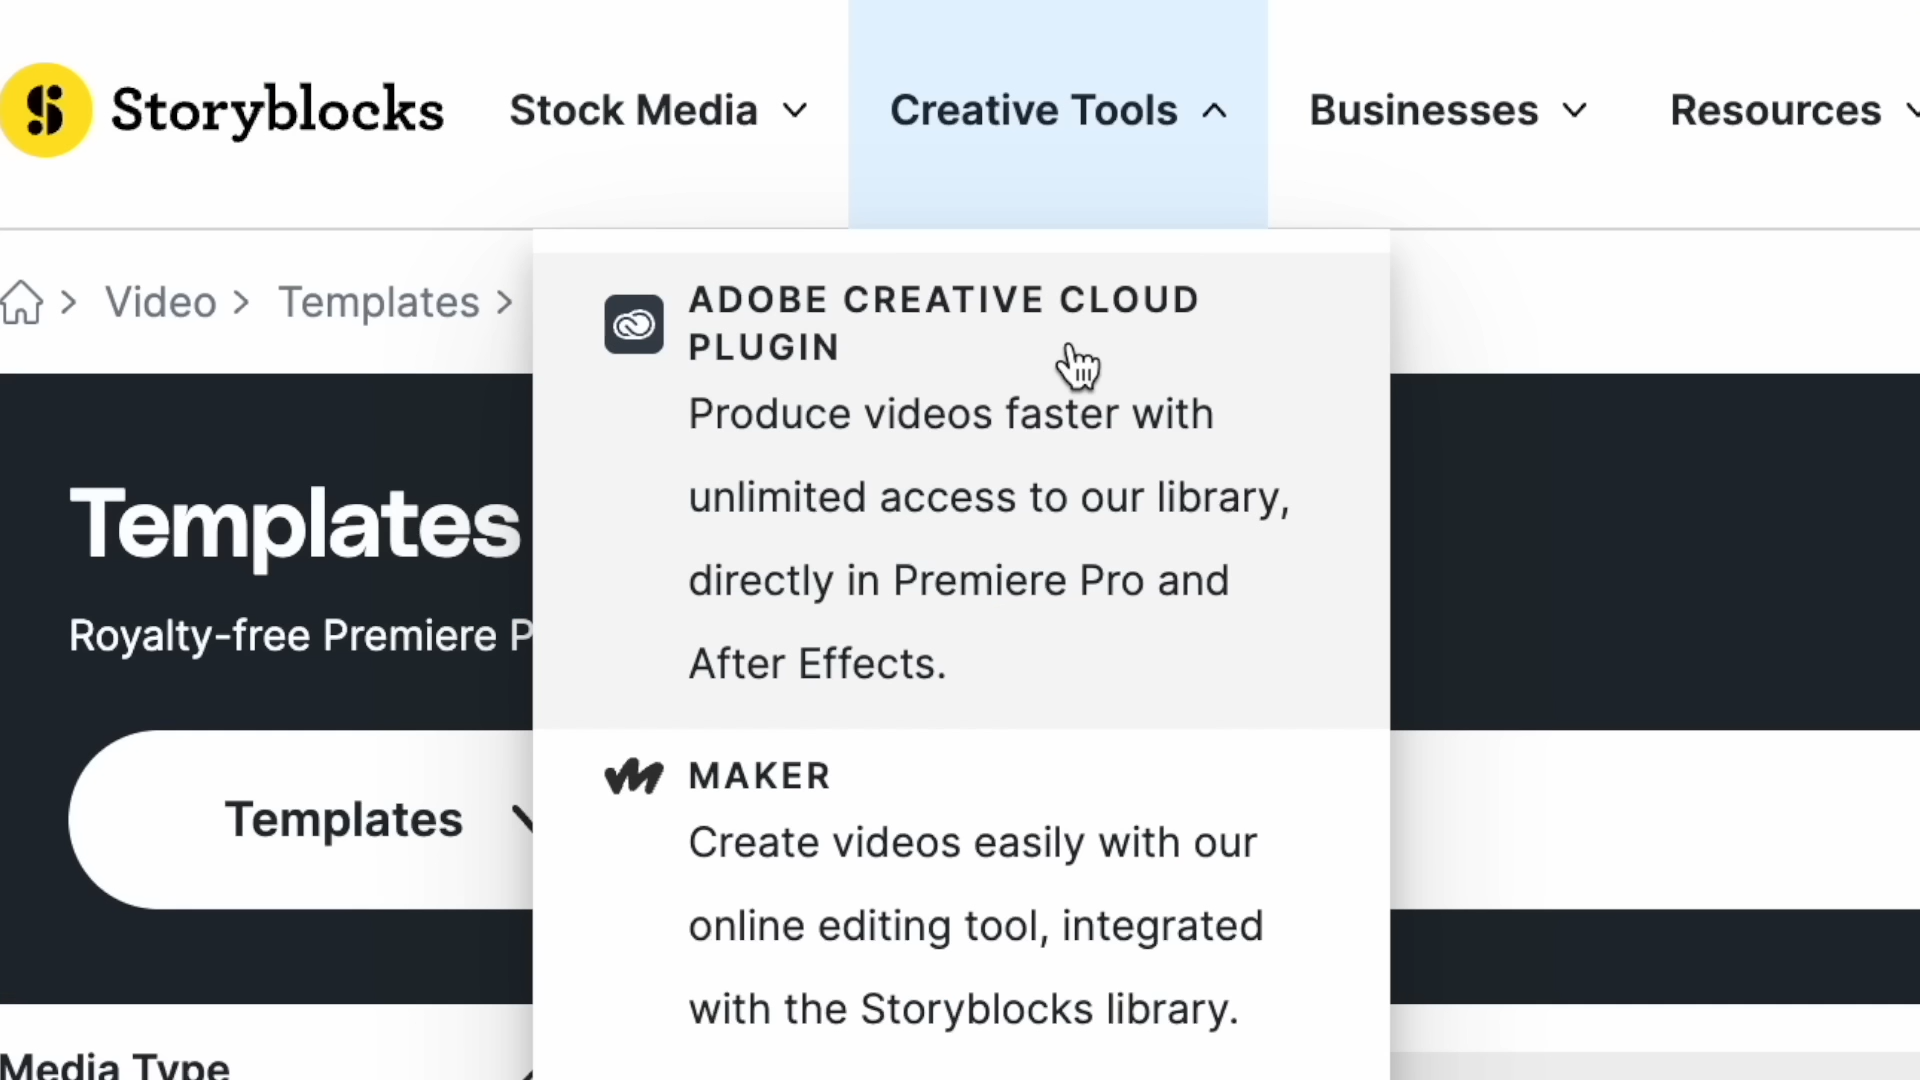 Storyblocks Stock Media Creative Tools Businesses Resources
Video Templates
ADOBE CREATIVE CLOUD
PLUGIN
Produce videos faster with
unlimited access to our library,
directly in Premiere Pro and
After Effects.
MAKER
Create videos easily with our
online editing tool, integrated
with the Storyblocks library.
Templates
Royalty-free Premiere P
Templates
Media Type